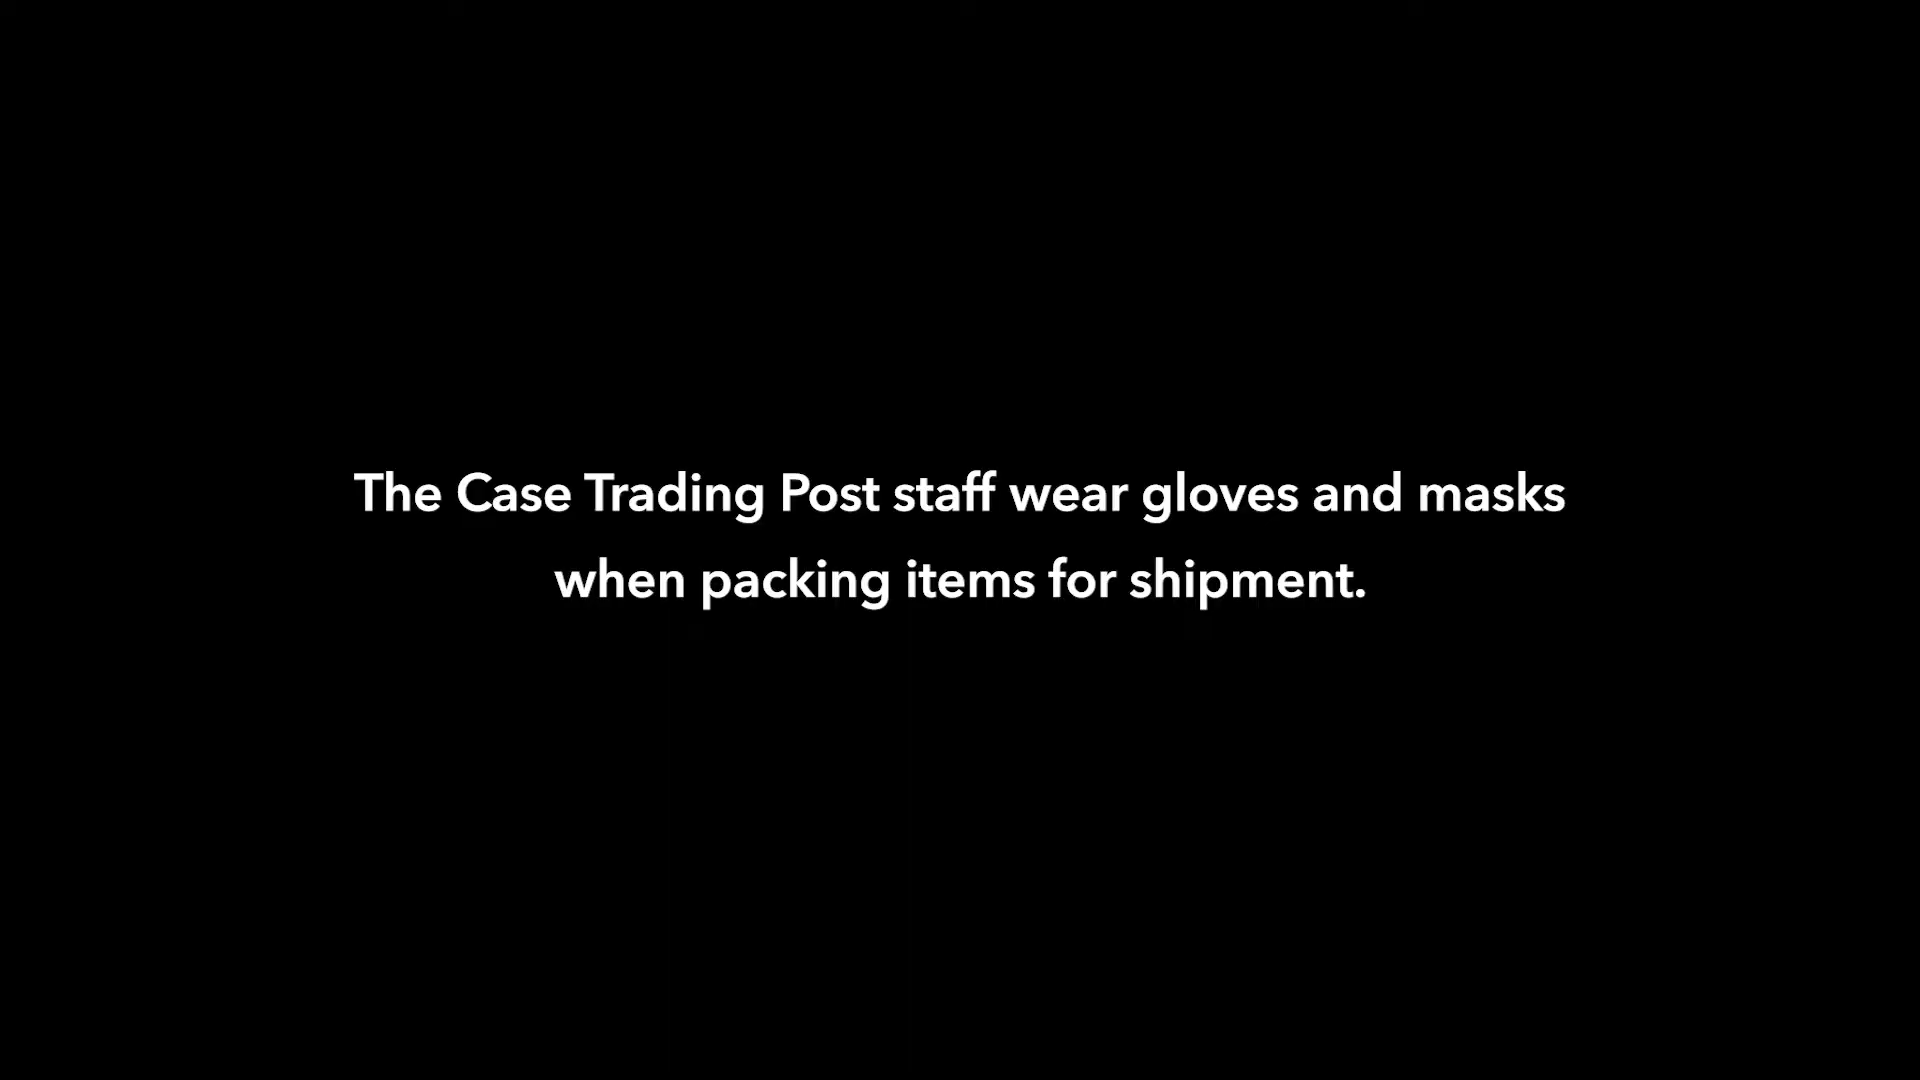 The Case Trading Post staff wear gloves and masks
when packing items for shipment.